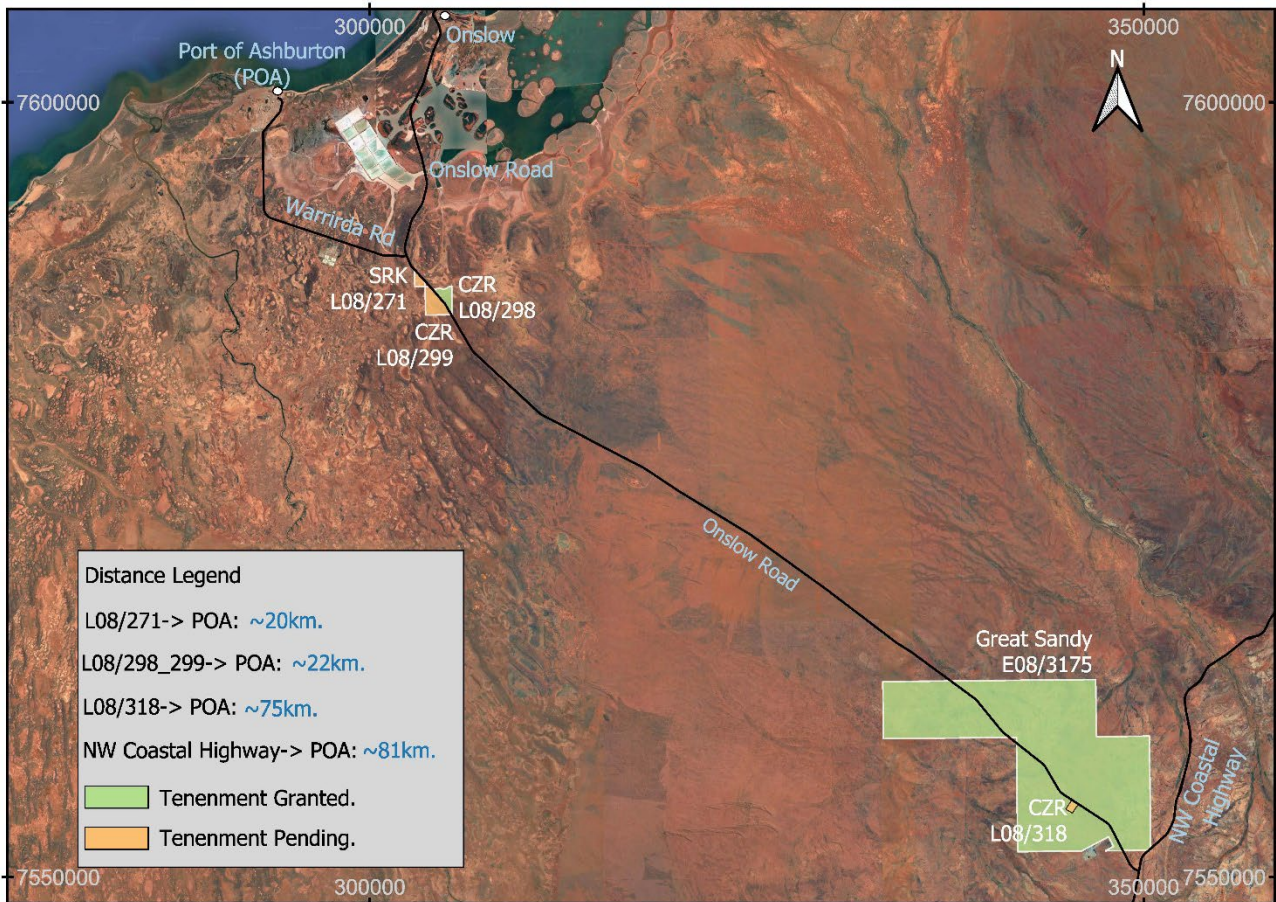 300000
350000
Onslow
Port of Ashburton
(POA)
N
7600000
7600000
Onslow Road
Warrirda Rd
SRK
L08/271
CZR
L08/298
CZR
L08/299
Onslow Road
Great Sandy
E08/3175
CZR
L08/318
NW Coastal
Highway
Distance Legend
L08/271-> POA: ~20km.
L08/298_299-> POA: ~22km.
L08/318-> POA: ~75km.
NW Coastal Highway-> POA: ~81km.
Tenenment Granted.
Tenenment Pending.
7550000
300000
350000
7550000